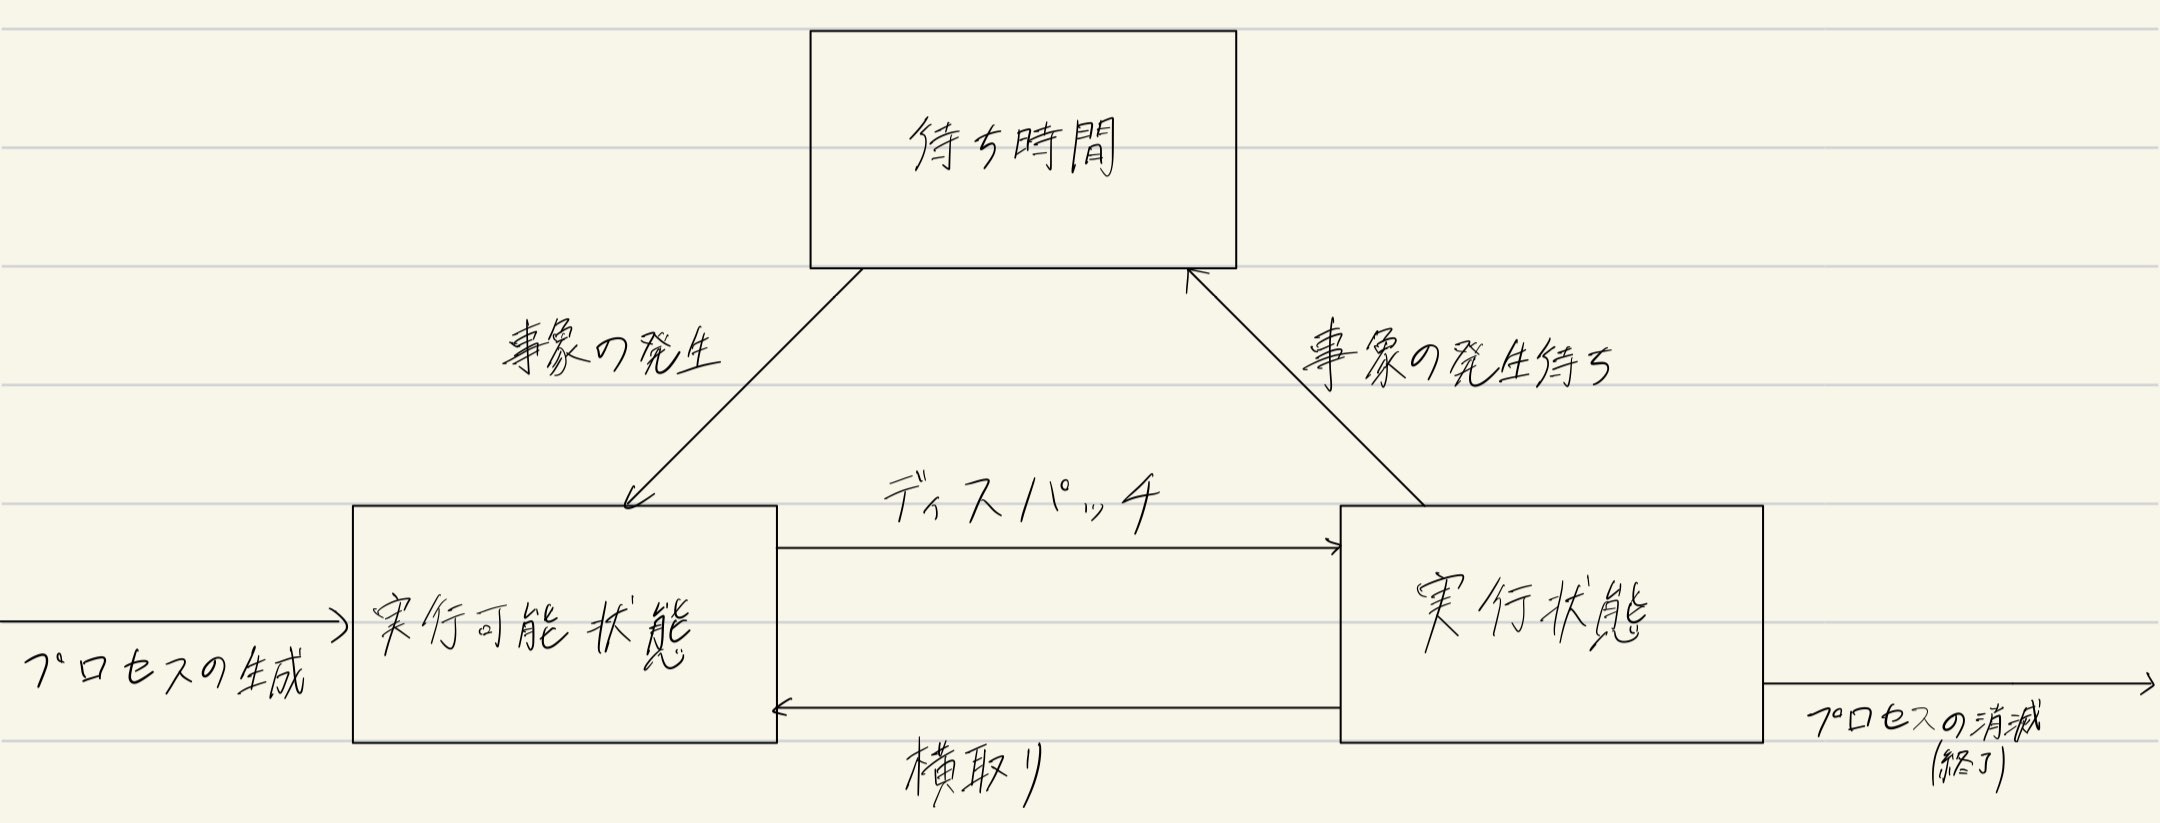 待ち時間
事象の発生
事象の発生待ち
ディスパッチ
実行可能状態
実行状態
プロセスの生成
プロセスの消滅
(終了)
横取り